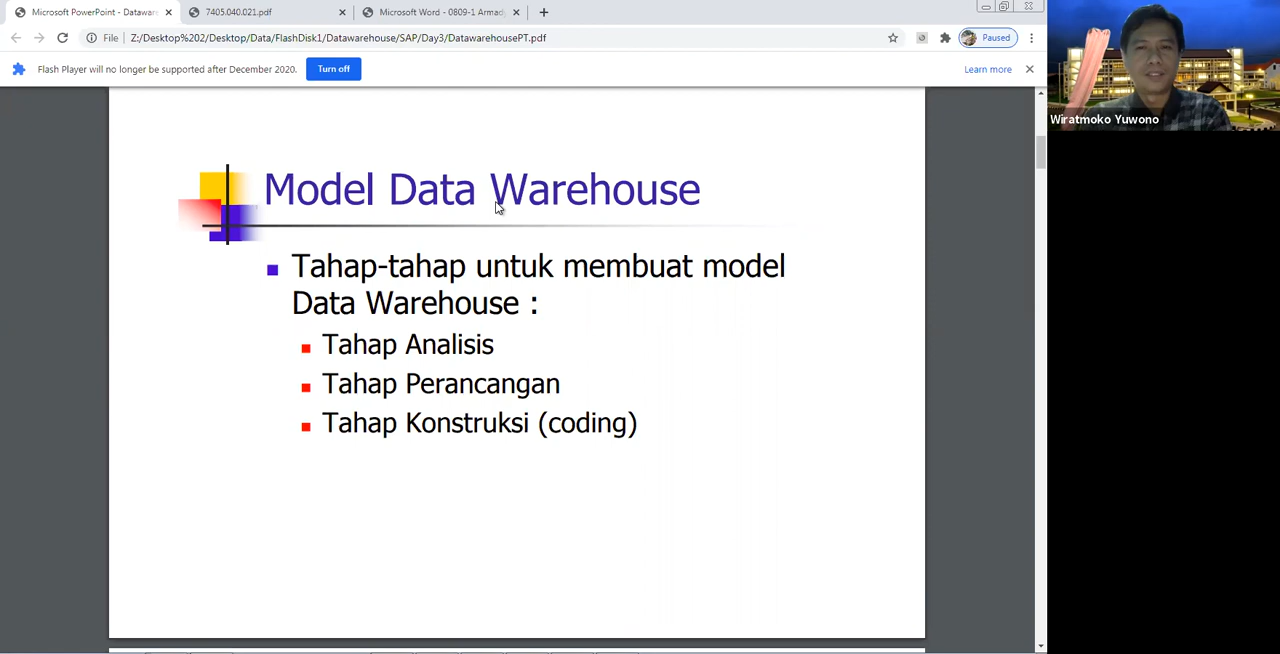 Microsoft PowerPoint - Dataware
7405.040.021.pdf
Microsoft Word - 0809-1 Armady
File
Z:/Desktop%202/Desktop/Data/FlashDisk1/Datawarehouse/SAP/Day3/DatawarehousePT.pdf
Paused
Flash Player will no longer be supported after December 2020.
Turn off
Learn more
Wiratmoko Yuwono
Model Data Warehouse
Tahap-tahap untuk membuat model
Data Warehouse :
Tahap Analisis
Tahap Perancangan
Tahap Konstruksi (coding)